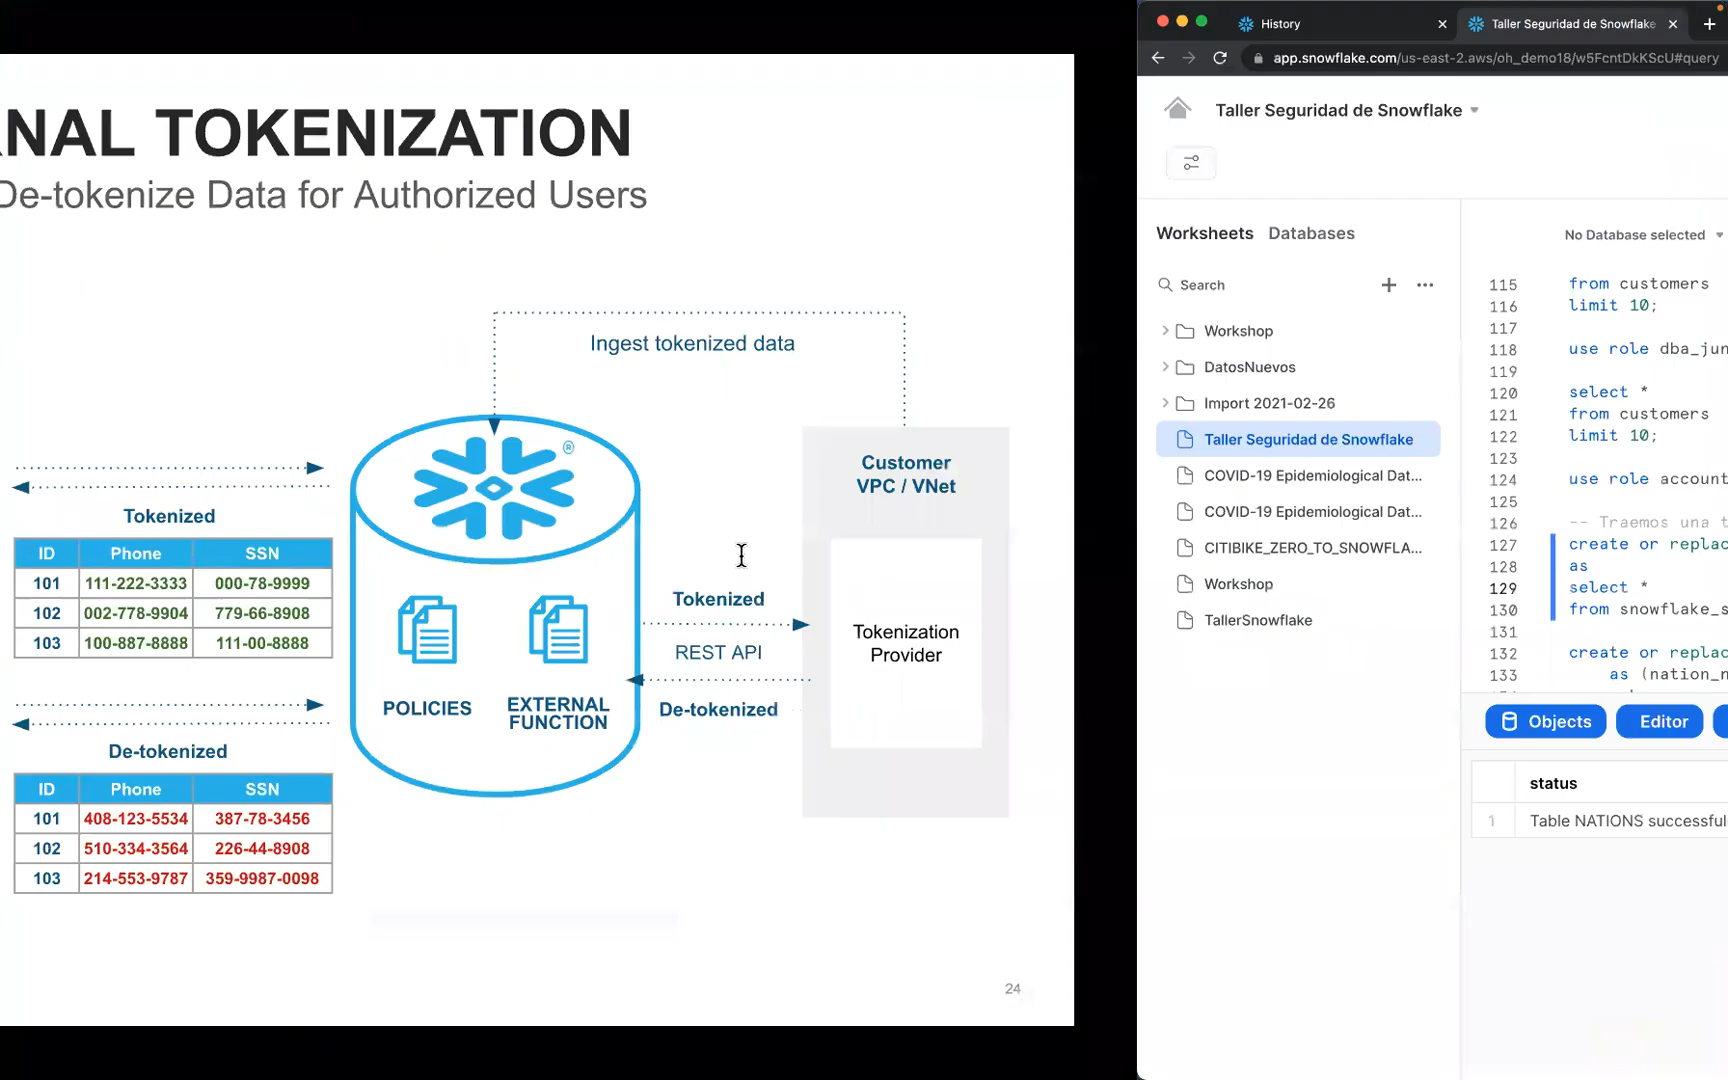 NAL TOKENIZATION
De-tokenize Data for Authorized Users
Ingest tokenized data
Customer
VPC / VNet
Tokenized
ID Phone SSN
101 111-222-3333 000-78-9999
102 002-778-9904 779-66-8908
103 100-887-8888 111-00-8888
De-tokenized
ID Phone SSN
101 408-123-5534 387-78-3456
102 510-334-3564 226-44-8908
103 214-553-9787 359-9987-0098
®
POLICIES
EXTERNAL
FUNCTION
Tokenized
REST API
De-tokenized
Tokenization
Provider
24
History
Taller Seguridad de Snowflake
app.snowflake.com/us-east-2.aws/oh_demo18/w5FcntDkKScU#query
Taller Seguridad de Snowflake
Worksheets Databases
No Database selected
Search
Workshop
DatosNuevos
Import 2021-02-26
Taller Seguridad de Snowflake
COVID-19 Epidemiological Dat...
COVID-19 Epidemiological Dat...
CITIBIKE_ZERO_TO_SNOWFLA...
Workshop
TallerSnowflake
115 from customers
116 limit 10;
117
118 use role dba_jun
119
120 select *
121 from customers
122 limit 10;
123
124 use role account
125
126 -- Traemos una t
127 create or replac
128 as
129 select *
130 from snowflake_s
131
132 create or replac
133 as (nation_n
Objects
Editor
status
1 Table NATIONS successful